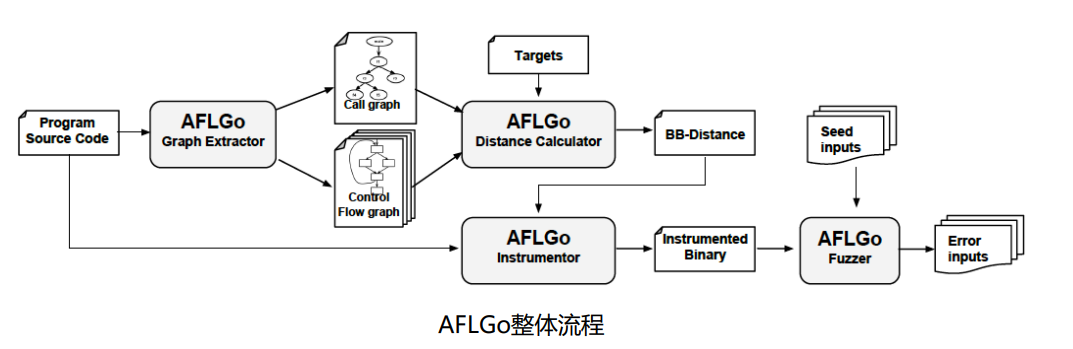 Program
Source Code
AFLGo
Graph Extractor
Call graph
Control
Flow graph
Targets
AFLGo
Distance Calculator
BB-Distance
AFLGo
Instrumentor
Instrumented
Binary
Seed
inputs
AFLGo
Fuzzer
Error
inputs
AFLGo整体流程